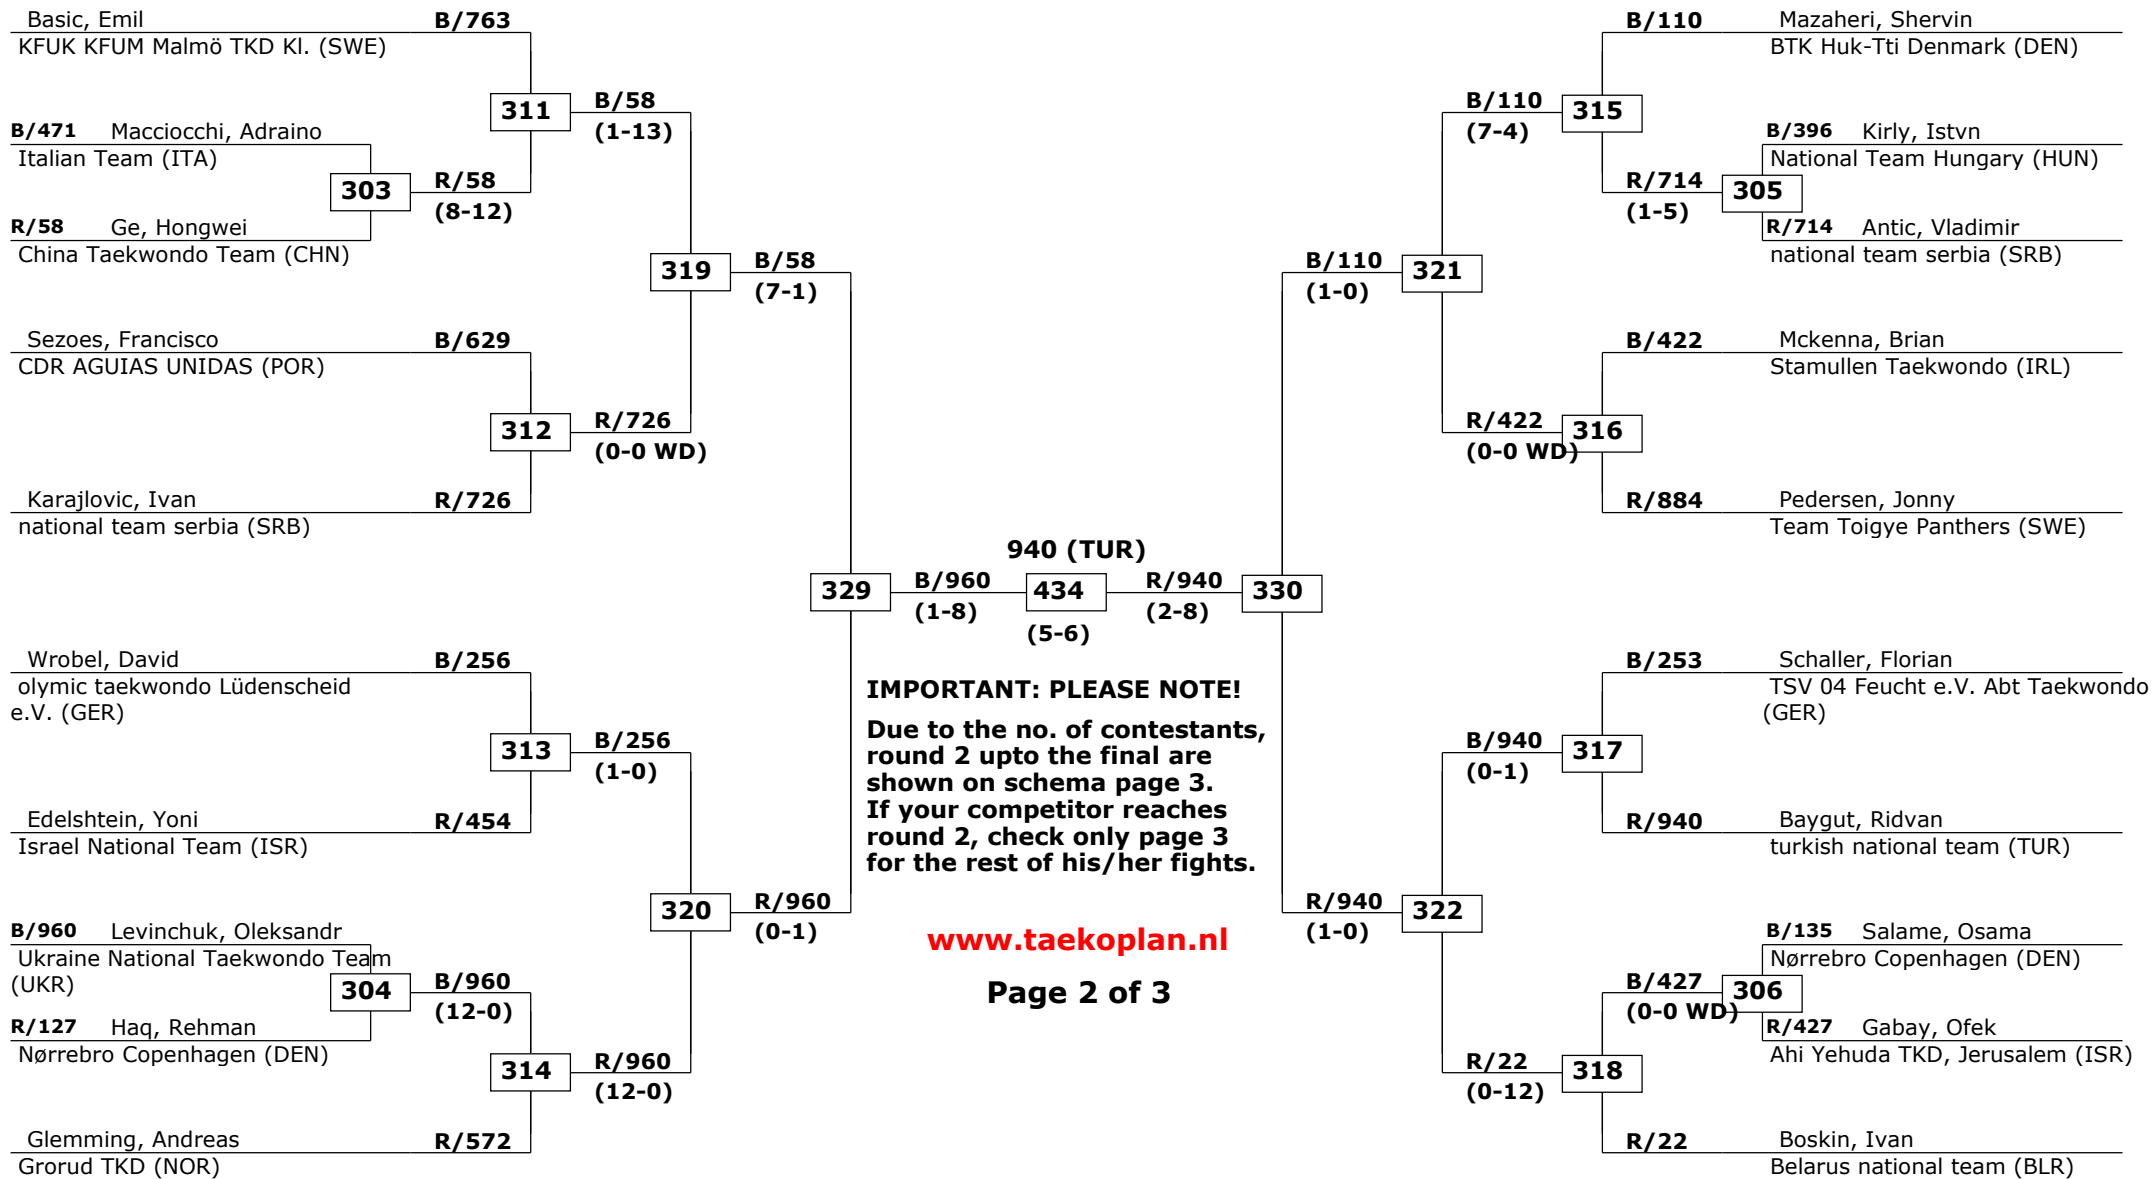 Basic, Emil
B/763
KFUK KFUM Malmö TKD Kl. (SWE)
311
B/58
(1-13)
B/471 Macciocchi, Adraino
Italian Team (ITA)
303
R/58
(8-12)
R/58 Ge, Hongwei
China Taekwondo Team (CHN)
319
B/58
(7-1)
Sezoes, Francisco
B/629
CDR AGUIAS UNIDAS (POR)
312
R/726
(0-0 WD)
Karajlovic, Ivan
R/726
national team serbia (SRB)
329
B/960
(1-8)
940 (TUR)
434
(5-6)
R/940
(2-8)
330
Wrobel, David
B/256
olymic taekwondo Lüdenscheid
e.V. (GER)
313
B/256
(1-0)
Edelshtein, Yoni
R/454
Israel National Team (ISR)
320
R/960
(0-1)
B/960 Levinchuk, Oleksandr
Ukraine National Taekwondo Team
(UKR)
304
B/960
(12-0)
R/127 Haq, Rehman
Nørrebro Copenhagen (DEN)
314
R/960
(12-0)
Glemming, Andreas
R/572
Grorud TKD (NOR)
IMPORTANT: PLEASE NOTE!
Due to the no. of contestants,
round 2 upto the final are
shown on schema page 3.
If your competitor reaches
round 2, check only page 3
for the rest of his/her fights.
www.taekoplan.nl
Page 2 of 3
B/110
Mazaheri, Shervin
BTK Huk-Tti Denmark (DEN)
B/110
(7-4)
315
B/396 Kirly, Istvn
National Team Hungary (HUN)
R/714
(1-5)
305
R/714 Antic, Vladimir
national team serbia (SRB)
B/110
(1-0)
321
B/422
Mckenna, Brian
Stamullen Taekwondo (IRL)
R/422
(0-0 WD)
316
R/884
Pedersen, Jonny
Team Toigye Panthers (SWE)
B/253
Schaller, Florian
TSV 04 Feucht e.V. Abt Taekwondo
(GER)
B/940
(0-1)
317
R/940
Baygut, Ridvan
turkish national team (TUR)
R/940
(1-0)
322
B/135 Salame, Osama
Nørrebro Copenhagen (DEN)
B/427
(0-0 WD)
306
R/427 Gabay, Ofek
Ahi Yehuda TKD, Jerusalem (ISR)
R/22
(0-12)
318
R/22
Boskin, Ivan
Belarus national team (BLR)